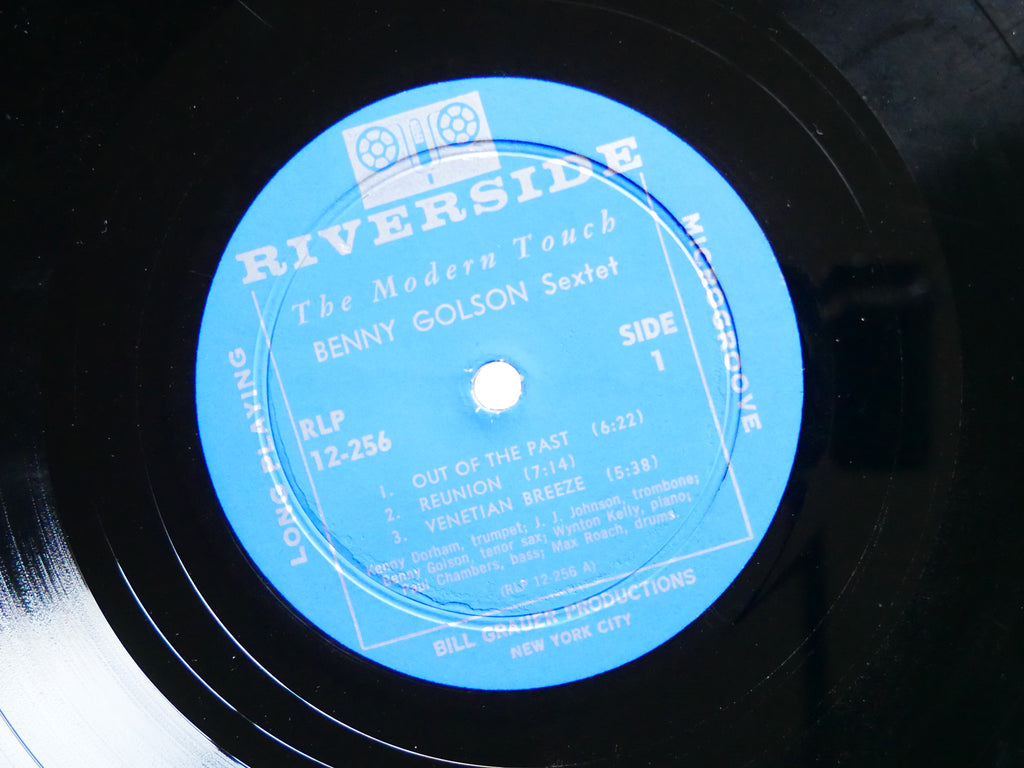 RIVERSIDE
The Modern Touch
BENNY GOLSON Sextet
SIDE
1
RLP
12-256
1. OUT OF THE PAST (6:22)
2. REUNION (7:14)
3. VENETIAN BREEZE (5:38)
Kenny Dorham, trumpet; J. J. Johnson, trombone;
Benny Golson, tenor sax; Wynton Kelly, piano;
Paul Chambers, bass; Max Roach, drums.
(RLP 12-256 A)
LONG PLAYING
MICROGROOVE
BILL GRAUER PRODUCTIONS
NEW YORK CITY